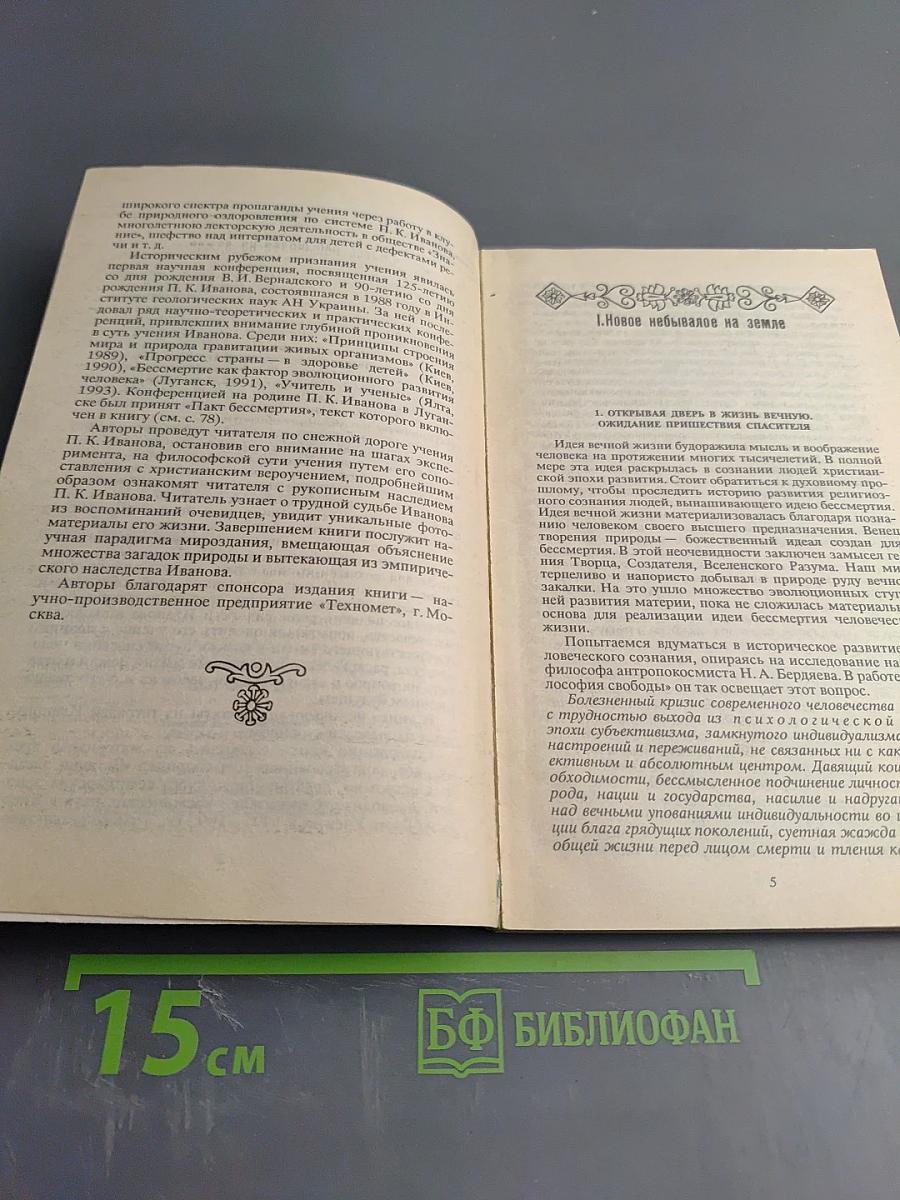 широкого спектра пропаганды учения через работу в клу-
бе природного оздоровления по системе П. К. Иванова,
многолетнюю лекторскую деятельность в обществе «Зна-
ние», шефство над интернатом для детей с дефектами ре-
чи и т. д.
Историческим рубежом признания учения явилась
первая научная конференция, посвященная 125-летию
со дня рождения В. И. Вернадского и 90-летию со дня
рождения П. К. Иванова, состоявшаяся в 1988 году в Ин-
ституте геологических наук АН Украины. За ней после-
довал ряд научно-теоретических и практических конфе-
ренций, привлекших внимание глубиной проникновения
в суть учения Иванова. Среди них: «Принципы строения
мира и природа гравитации живых организмов» (Киев,
1989), «Прогресс страны — в здоровье детей» (Киев,
1990), «Бессмертие как фактор эволюционного развития
человека» (Луганск, 1991), «Учитель и ученые» (Ялта,
1993). Конференцией на родине П. К. Иванова в Луган-
ске был принят «Пакт бессмертия», текст которого вклю-
чен в книгу (см. с. 78).
Авторы проведут читателя по снежной дороге учения
П. К. Иванова, остановив его внимание на шагах экспе-
римента, на философской сути учения путем его сопо-
ставления с христианским вероучением, подробнейшим
образом ознакомят читателя с рукописным наследием
П. К. Иванова. Читатель узнает о трудной судьбе Иванова
из воспоминаний очевидцев, увидит уникальные фото-
материалы его жизни. Завершением книги послужит на-
учная парадигма мироздания, вмещающая объяснение
множества загадок природы и вытекающая из эмпириче-
ского наследства Иванова.
Авторы благодарят спонсора издания книги — на-
учно-производственное предприятие «Техномет», г. Мо-
сква.
I. Новое небывалое на земле
1. ОТКРЫВАЯ ДВЕРЬ В ЖИЗНЬ ВЕЧНУЮ.
ОЖИДАНИЕ ПРИШЕСТВИЯ СПАСИТЕЛЯ
Идея вечной жизни будоражила мысль и воображение
человека на протяжении многих тысячелетий. В полной
мере эта идея раскрылась в сознании людей христиан-
ской эпохи развития. Стоит обратиться к духовному про-
шлому, чтобы проследить историю развития религиоз-
ного сознания людей, вынашивающего идею бессмертия.
Идея вечной жизни материализовалась благодаря позна-
нию человеком своего высшего предназначения. Венец
творения природы — божественный идеал создан для
бессмертия. В этой неочевидности заключен замысел ге-
ния Творца, Создателя, Вселенского Разума. Наш ми
терпеливо и напористо добывал в природе руду вечно
закалки. На это ушло множество эволюционных ступ
ней развития материи, пока не сложилась материальн
основа для реализации идеи бессмертия человечес
жизни.
Попытаемся вдуматься в историческое развитие
ловеческого сознания, опираясь на исследование на
философа антропокосмиста Н. А. Бердяева. В работе
лософия свободы» он так освещает этот вопрос.
Болезненный кризис современного человечества
с трудностью выхода из психологической
эпохи субъективизма, замкнутого индивидуализма
настроений и переживаний, не связанных ни с как
ективным и абсолютным центром. Давящий кош
обходимости, бессмысленное подчинение личност
рода, нации и государства, насилие и надруган
над вечными упованиями индивидуальности во и
ции блага грядущих поколений, суетная жажда
общей жизни перед лицом смерти и тления ка
5
15 см
БФ БИБЛИОФАН